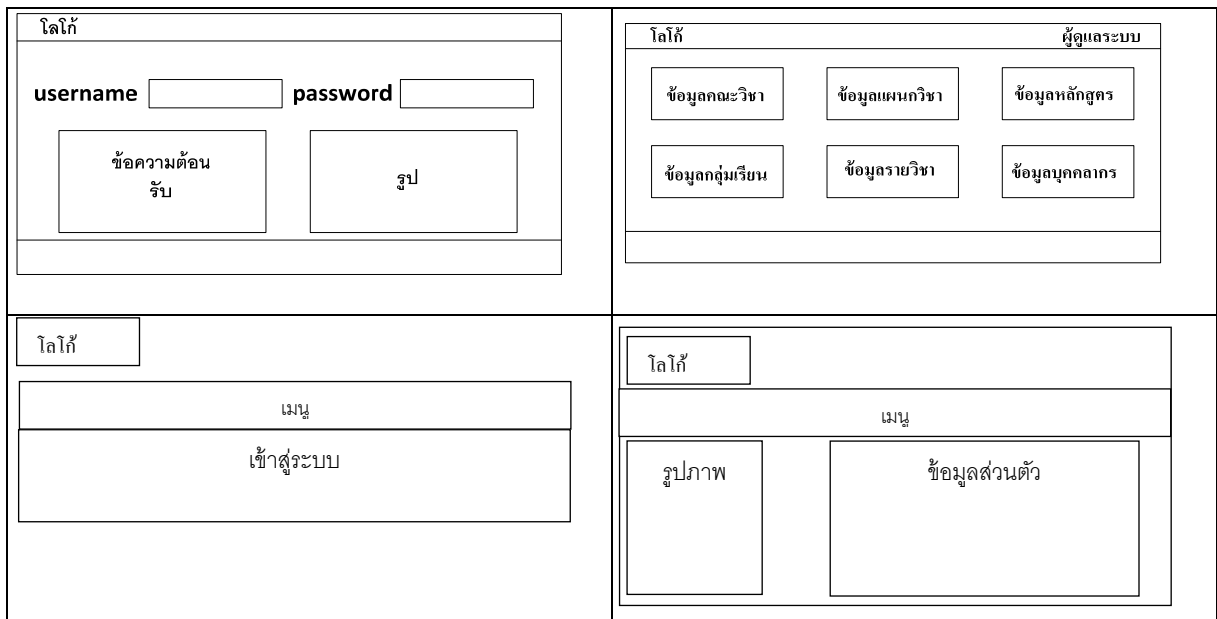 โลโก้
username password
ข้อความต้อน
รับ
รูป
โลโก้ ผู้ดูแลระบบ
ข้อมูลคณะวิชา ข้อมูลแผนกวิชา ข้อมูลหลักสูตร
ข้อมูลกลุ่มเรียน ข้อมูลรายวิชา ข้อมูลบุคคลากร
โลโก้
เมนู
เข้าสู่ระบบ
โลโก้
เมนู
รูปภาพ ข้อมูลส่วนตัว